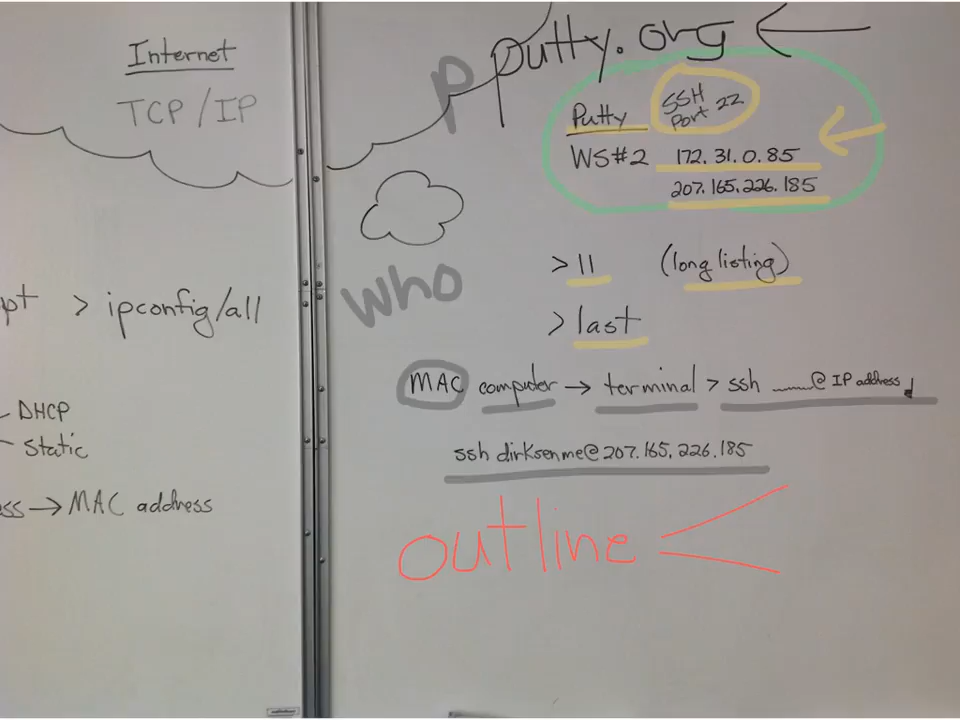 Internet
TCP/IP
> ipconfig/all
DHCP
Static
→ MAC address
p putty.org
Putty SSH Port 22
WS#2 172.31.0.85
207.165.226.185
who
> ll (long listing)
> last
MAC computer → terminal > ssh ____@ IP address
ssh dirksenme@207.165.226.185
outline